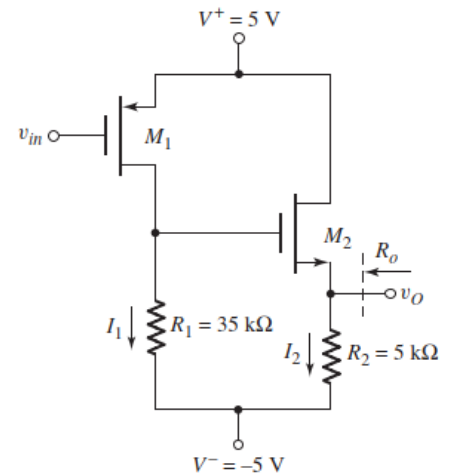 V⁺ = 5 V
v_in
M₁
M₂
R_o
v_O
I₁
R₁ = 35 kΩ
I₂
R₂ = 5 kΩ
V⁻ = –5 V